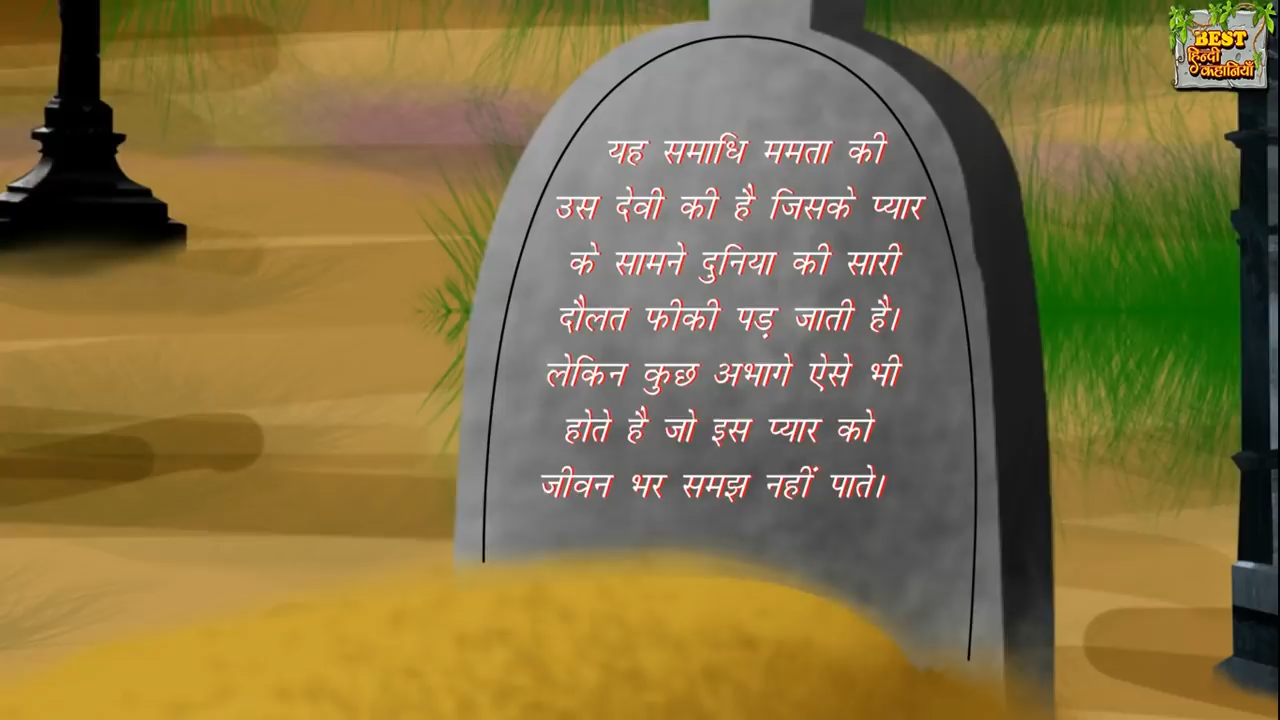 BEST
हिन्दी
कहानियाँ
यह समाधि ममता की
उस देवी की है जिसके प्यार
के सामने दुनिया की सारी
दौलत फीकी पड़ जाती है।
लेकिन कुछ अभागे ऐसे भी
होते है जो इस प्यार को
जीवन भर समझ नहीं पाते।